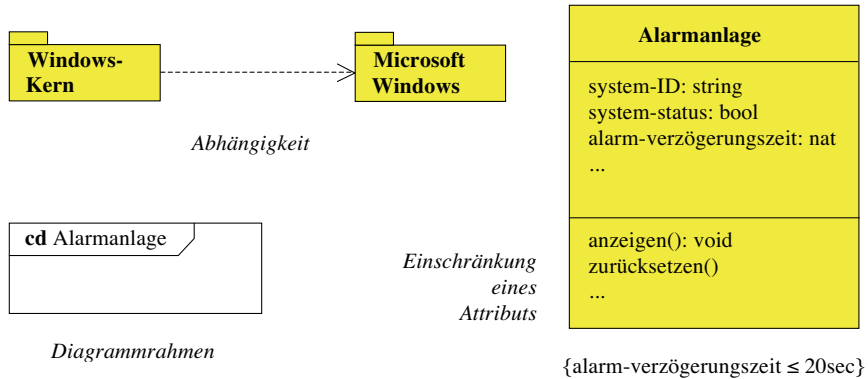 Windows-
Kern
Microsoft
Windows
Abhängigkeit
cd Alarmanlage
Diagrammrahmen
Einschränkung
eines
Attributs
Alarmanlage
system-ID: string
system-status: bool
alarm-verzögerungszeit: nat
...
anzeigen(): void
zurücksetzen()
...
{alarm-verzögerungszeit ≤ 20sec}